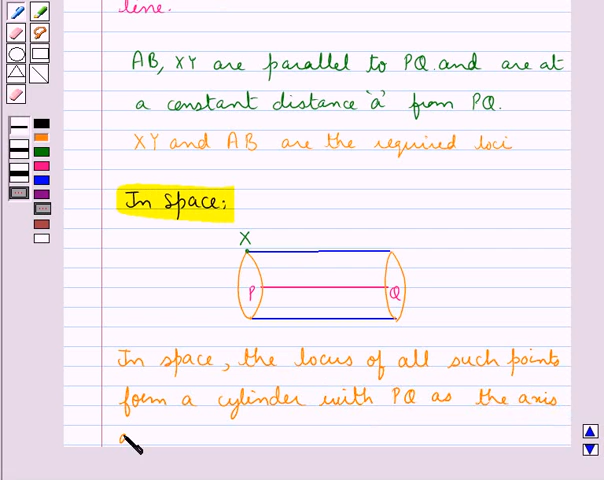 line.
AB, XY are parallel to PQ and are at
a constant distance 'a' from PQ.
XY and AB are the required loci
In space:
X
P Q
In space, the locus of all such points
form a cylinder with PQ as the axis